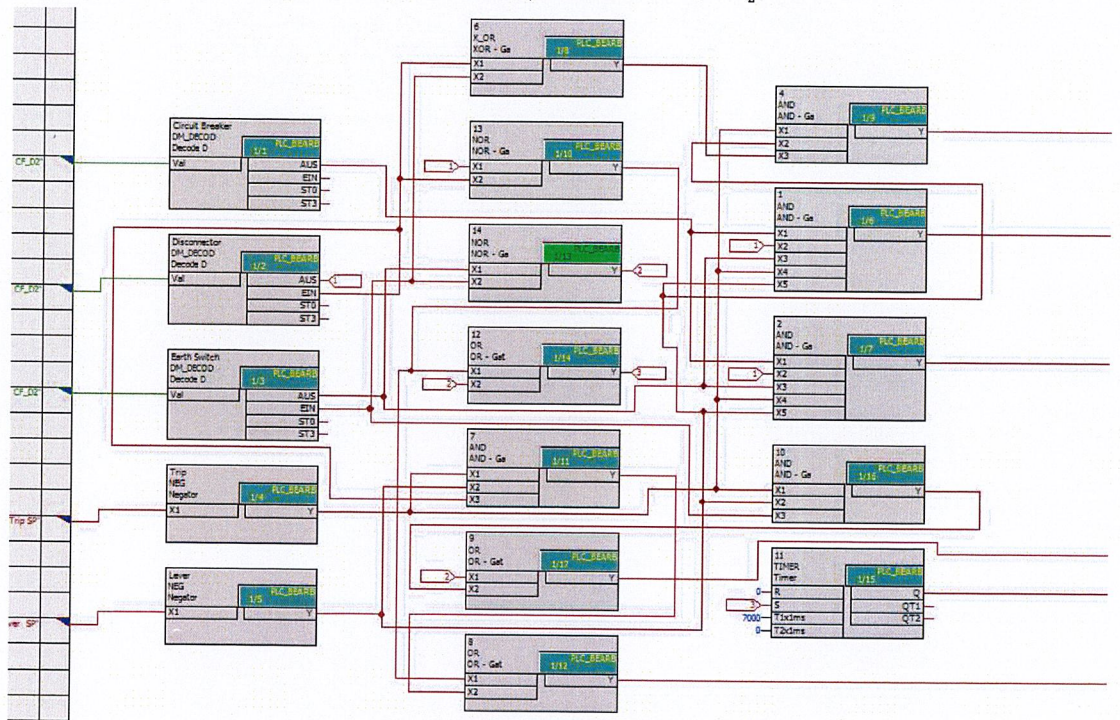 6
X_OR
XOR - Ga
PLC_BEARB
1/8
X1
Y
X2
4
AND
AND - Ga
PLC_BEARB
1/9
X1
Y
X2
X3
Circuit Breaker
DM_DECOD
Decode D
PLC_BEARB
1/1
Val
AUS
EIN
ST0
ST3
CF_D2"
13
NOR
NOR - Ga
PLC_BEARB
1/10
1
X1
Y
X2
1
AND
AND - Ga
PLC_BEARB
1/6
X1
Y
1
X2
X3
X4
X5
14
NOR
NOR - Ga
PLC_BEARB
1/13
X1
Y
2
X2
Disconnector
DM_DECOD
Decode D
PLC_BEARB
1/2
Val
AUS
1
EIN
ST0
ST3
CF_D2"
12
OR
OR - Gat
PLC_BEARB
1/14
X1
Y
3
2
X2
2
AND
AND - Ga
PLC_BEARB
1/7
X1
Y
1
X2
X3
X4
X5
Earth Switch
DM_DECOD
Decode D
PLC_BEARB
1/3
Val
AUS
EIN
ST0
ST3
CF_D2"
7
AND
AND - Ga
PLC_BEARB
1/11
X1
Y
X2
X3
10
AND
AND - Ga
PLC_BEARB
1/16
X1
Y
X2
X3
Trip
NEG
Negator
PLC_BEARB
1/4
X1
Y
Trip SP"
9
OR
OR - Gat
PLC_BEARB
1/17
2
X1
Y
X2
11
TIMER
Timer
PLC_BEARB
1/15
0
R
Q
3
S
QT1
7000
T1x1ms
QT2
0
T2x1ms
Lever
NEG
Negator
PLC_BEARB
1/5
X1
Y
ver SP"
8
OR
OR - Gat
PLC_BEARB
1/12
X1
Y
X2